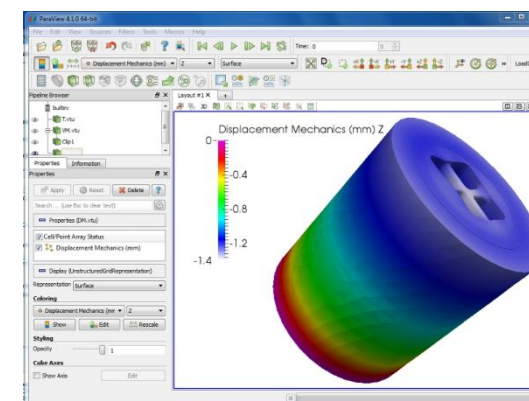 ParaView 4.1.0 64-bit
File Edit View Sources Filters Tools Macros Help
Time: 0
Displacement Mechanics (mm) Z Surface
Pipeline Browser
builtin:
T.vtu
VM.vtu
Clip1
Properties Information
Properties
Apply Reset Delete ?
Search ... (use Esc to clear text)
Properties (DM.vtu)
Cell/Point Array Status
Displacement Mechanics (mm)
Display (UnstructuredGridRepresentation)
Representation Surface
Coloring
Displacement Mechanics (mm Z
Show Edit Rescale
Styling
Opacity 1
Cube Axes
Show Axis Edit
Layout #1 X +
3D
Displacement Mechanics (mm) Z
0
-0.4
-0.8
-1.2
-1.4